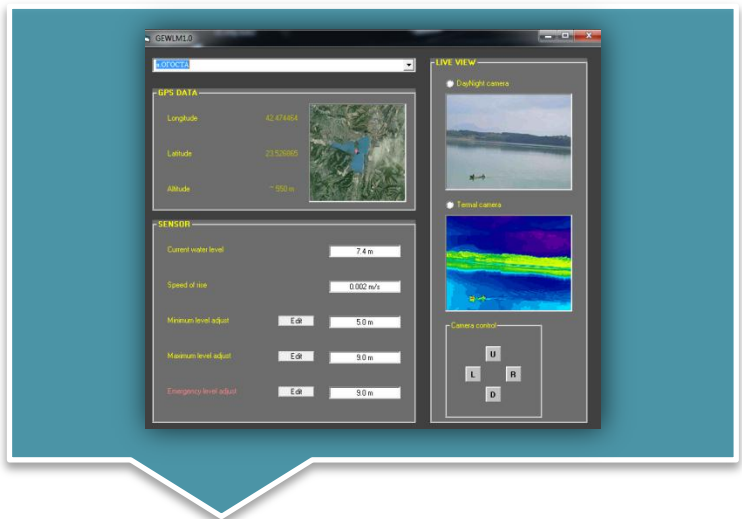 GEWLM1.0
я.ОГОСТА
GPS DATA
Longitude 42.474464
Latitude 23.526985
Altitude ~ 550 m
SENSOR
Current water level 7.4 m
Speed of rise 0.002 m/s
Minimum level adjust Edit 5.0 m
Maximum level adjust Edit 9.0 m
Emergency level adjust Edit 9.0 m
LIVE VIEW
DayNight camera
Termal camera
Camera control
U
L R
D